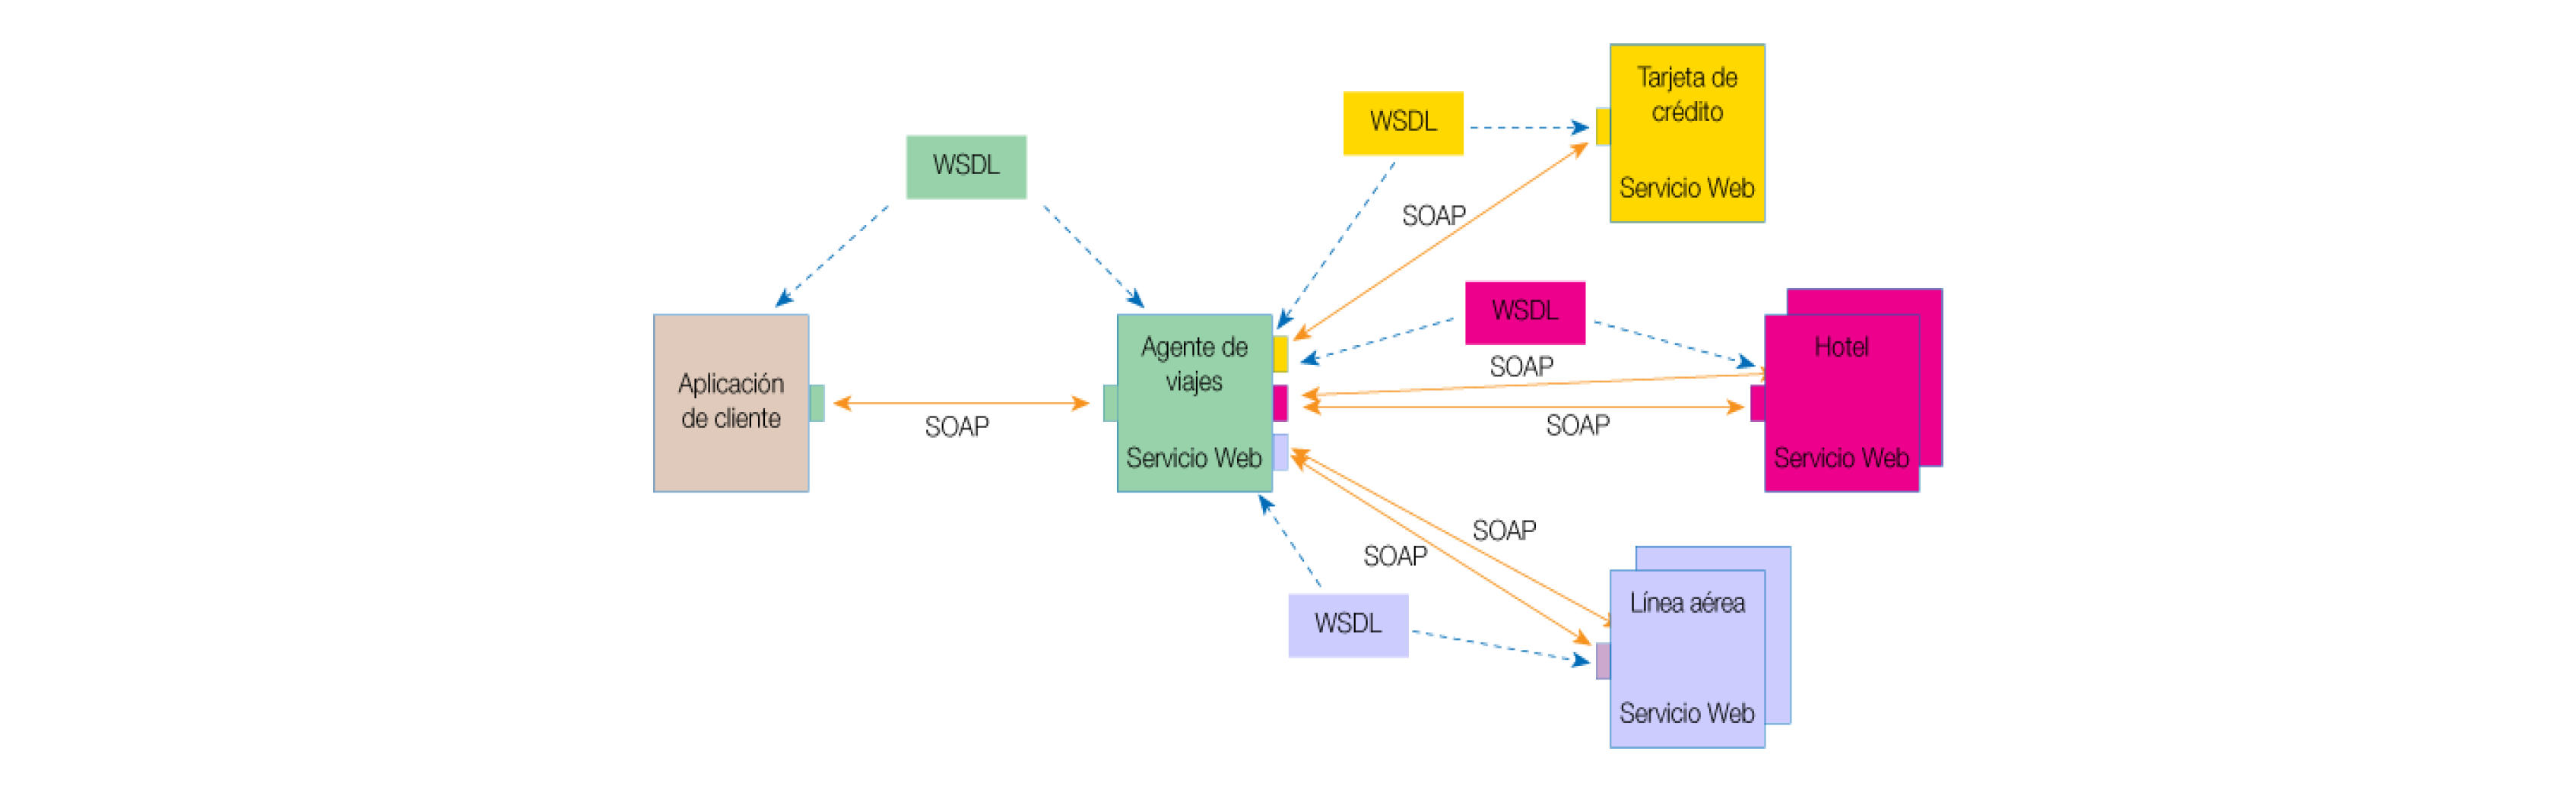 Tarjeta de
crédito
Servicio Web
WSDL
WSDL
SOAP
WSDL
SOAP
Hotel
Servicio Web
Agente de
viajes
Servicio Web
Aplicación
de cliente
SOAP
SOAP
SOAP
SOAP
WSDL
Línea aérea
Servicio Web